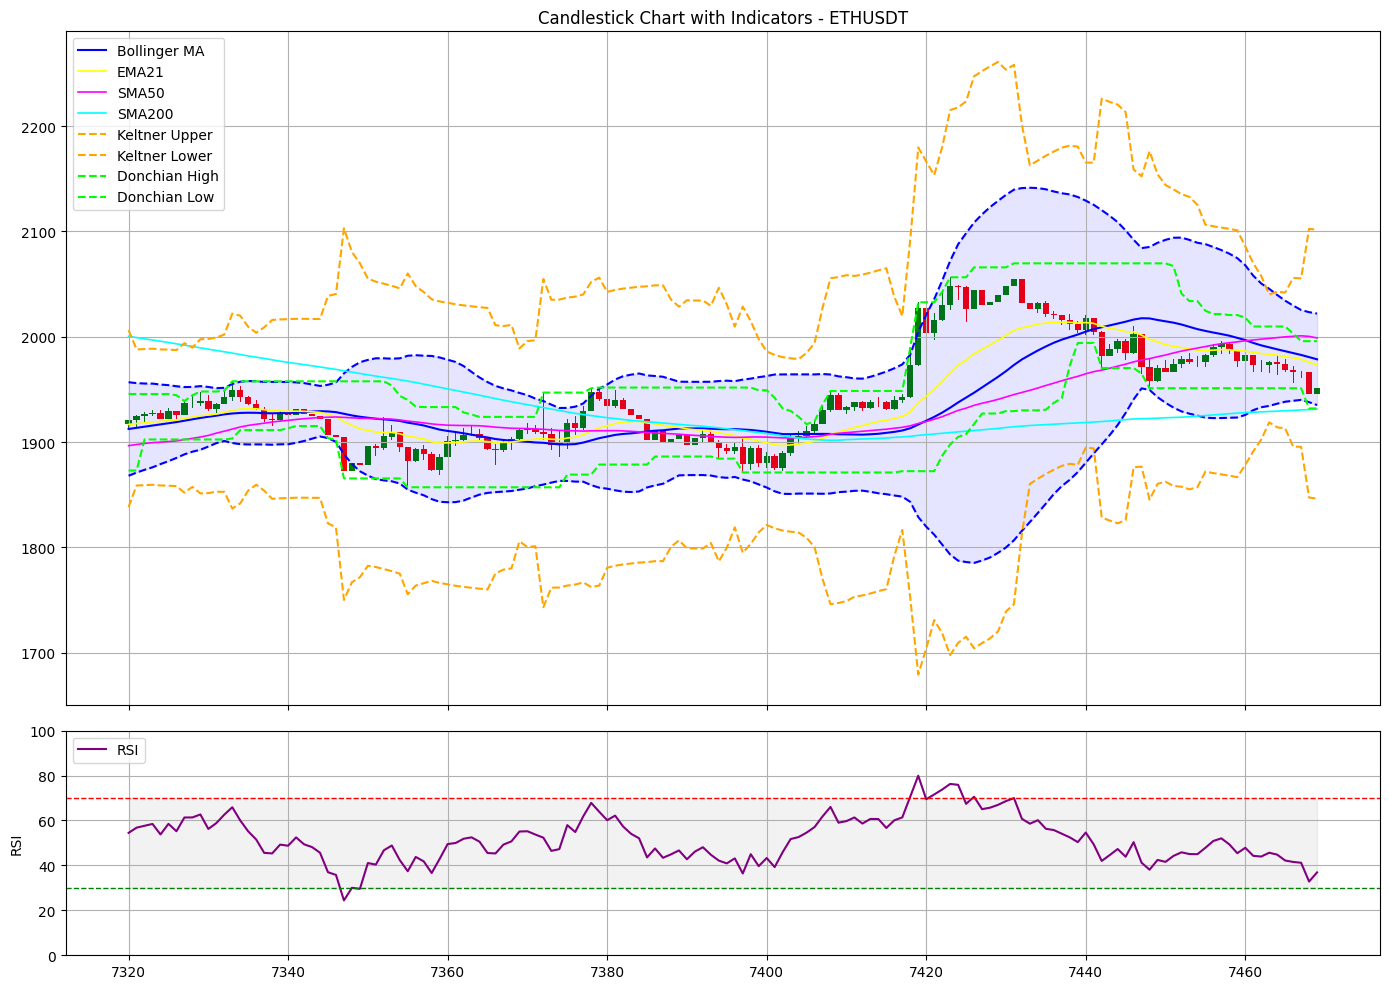 Candlestick Chart with Indicators - ETHUSDT
Bollinger MA
EMA21
SMA50
SMA200
Keltner Upper
Keltner Lower
Donchian High
Donchian Low
2200
2100
2000
1900
1800
1700
RSI
100
80
60
40
20
0
RSI
7320 7340 7360 7380 7400 7420 7440 7460